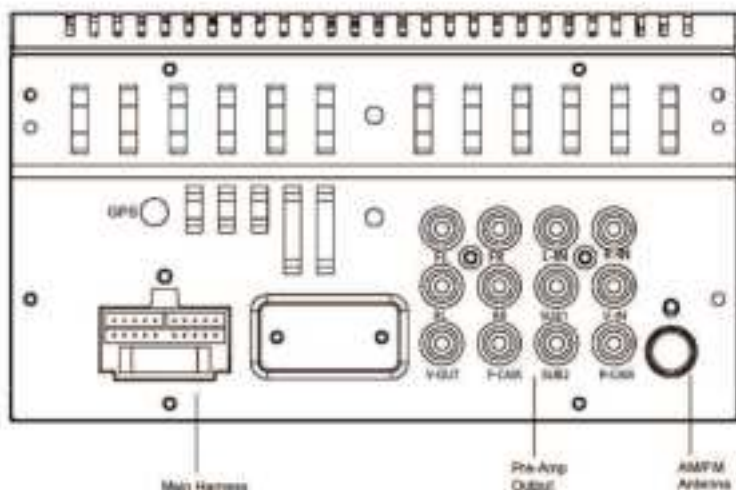 GPS
FL FR L-IN R-IN
RL RR SUB1 V-IN
V-OUT F-CAM SUB2 R-CAM
Main Harness
Pre-Amp
Output
AM/FM
Antenna